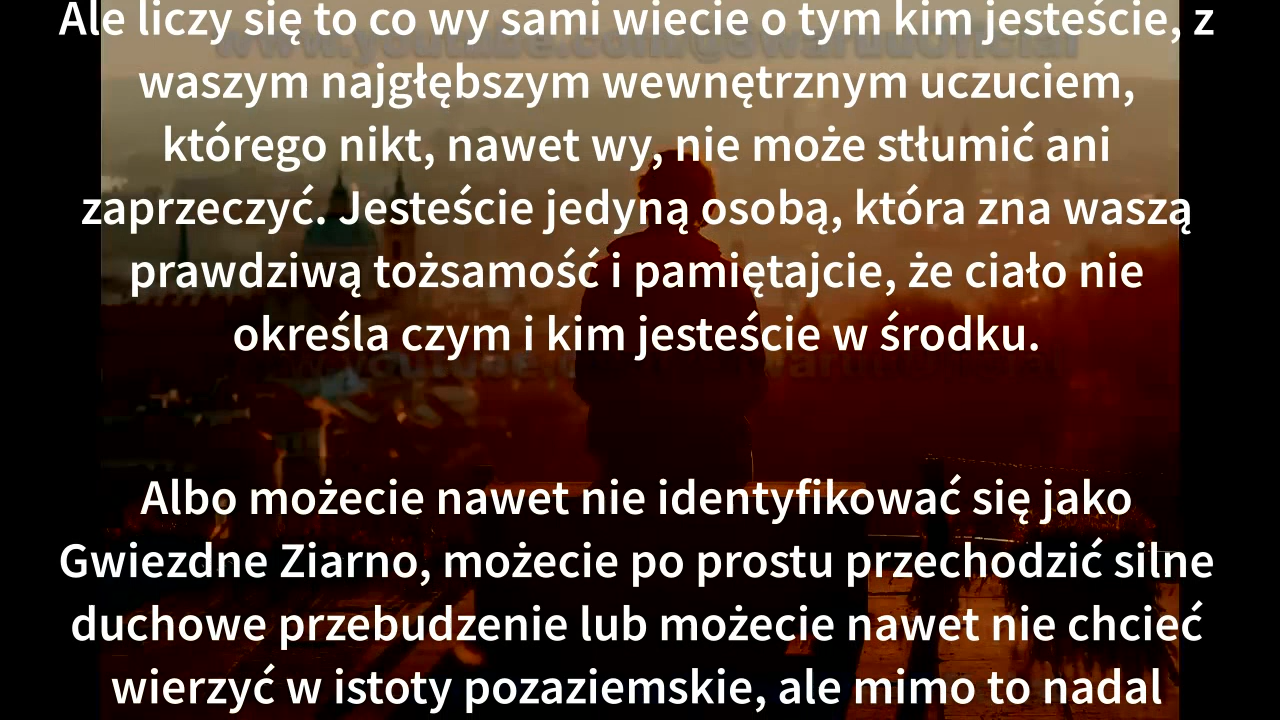 Ale liczy się to co wy sami wiecie o tym kim jesteście, z
waszym najgłębszym wewnętrznym uczuciem,
którego nikt, nawet wy, nie może stłumić ani
zaprzeczyć. Jesteście jedyną osobą, która zna waszą
prawdziwą tożsamość i pamiętajcie, że ciało nie
określa czym i kim jesteście w środku.
Albo możecie nawet nie identyfikować się jako
Gwiezdne Ziarno, możecie po prostu przechodzić silne
duchowe przebudzenie lub możecie nawet nie chcieć
wierzyć w istoty pozaziemskie, ale mimo to nadal